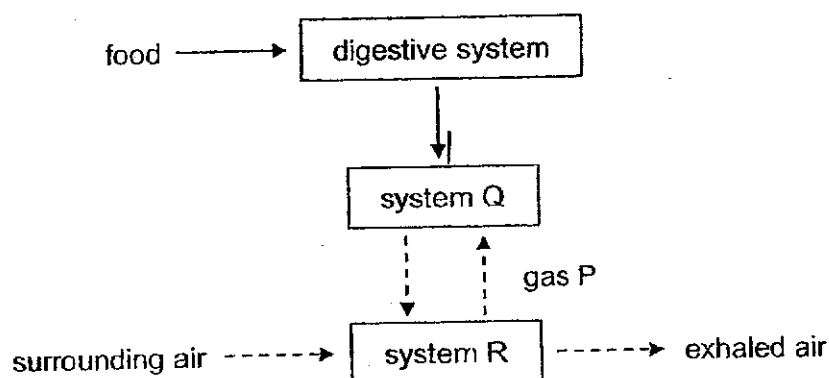 food
digestive system
system Q
gas P
surrounding air
system R
exhaled air